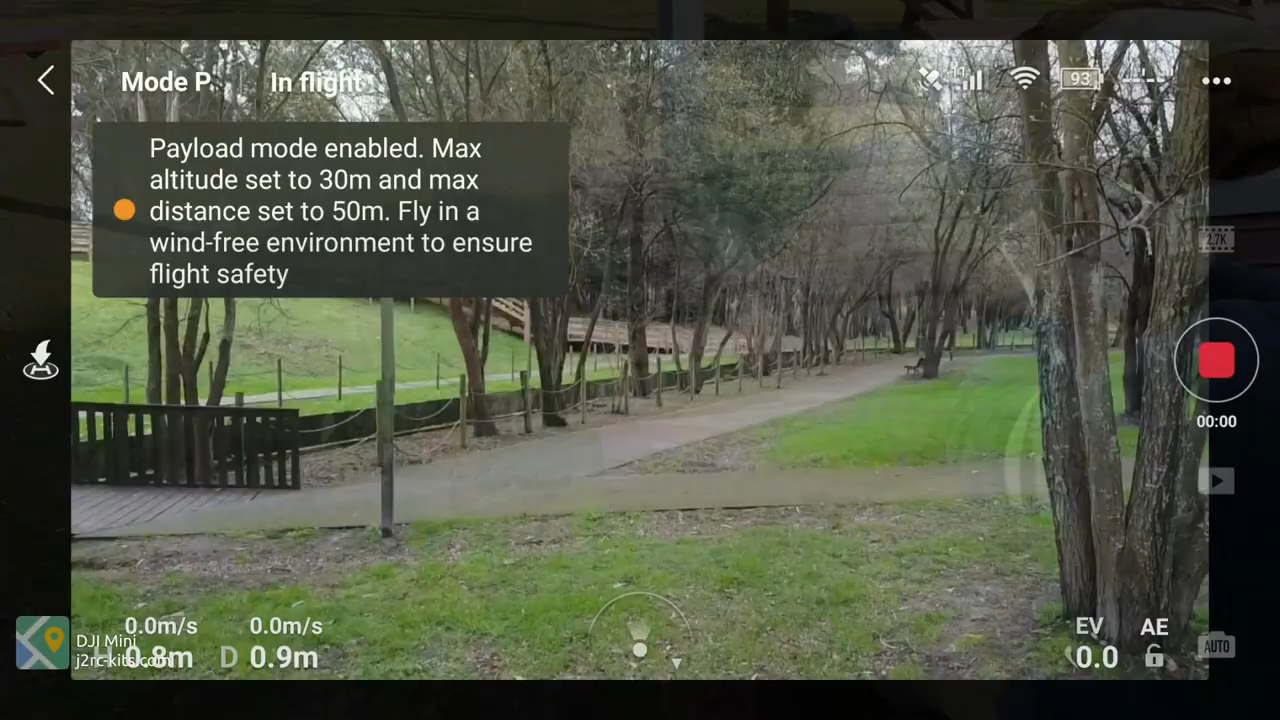 Mode P.
In flight
11
93
Payload mode enabled. Max
altitude set to 30m and max
distance set to 50m. Fly in a
wind-free environment to ensure
flight safety
2.7K
00:00
0.0m/s
0.0m/s
H 0.8m
D 0.9m
DJI Mini
j2rc-kits.com
EV
0.0
AE
AUTO